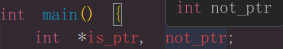 int main() {
int not_ptr
int *is_ptr, not_ptr;